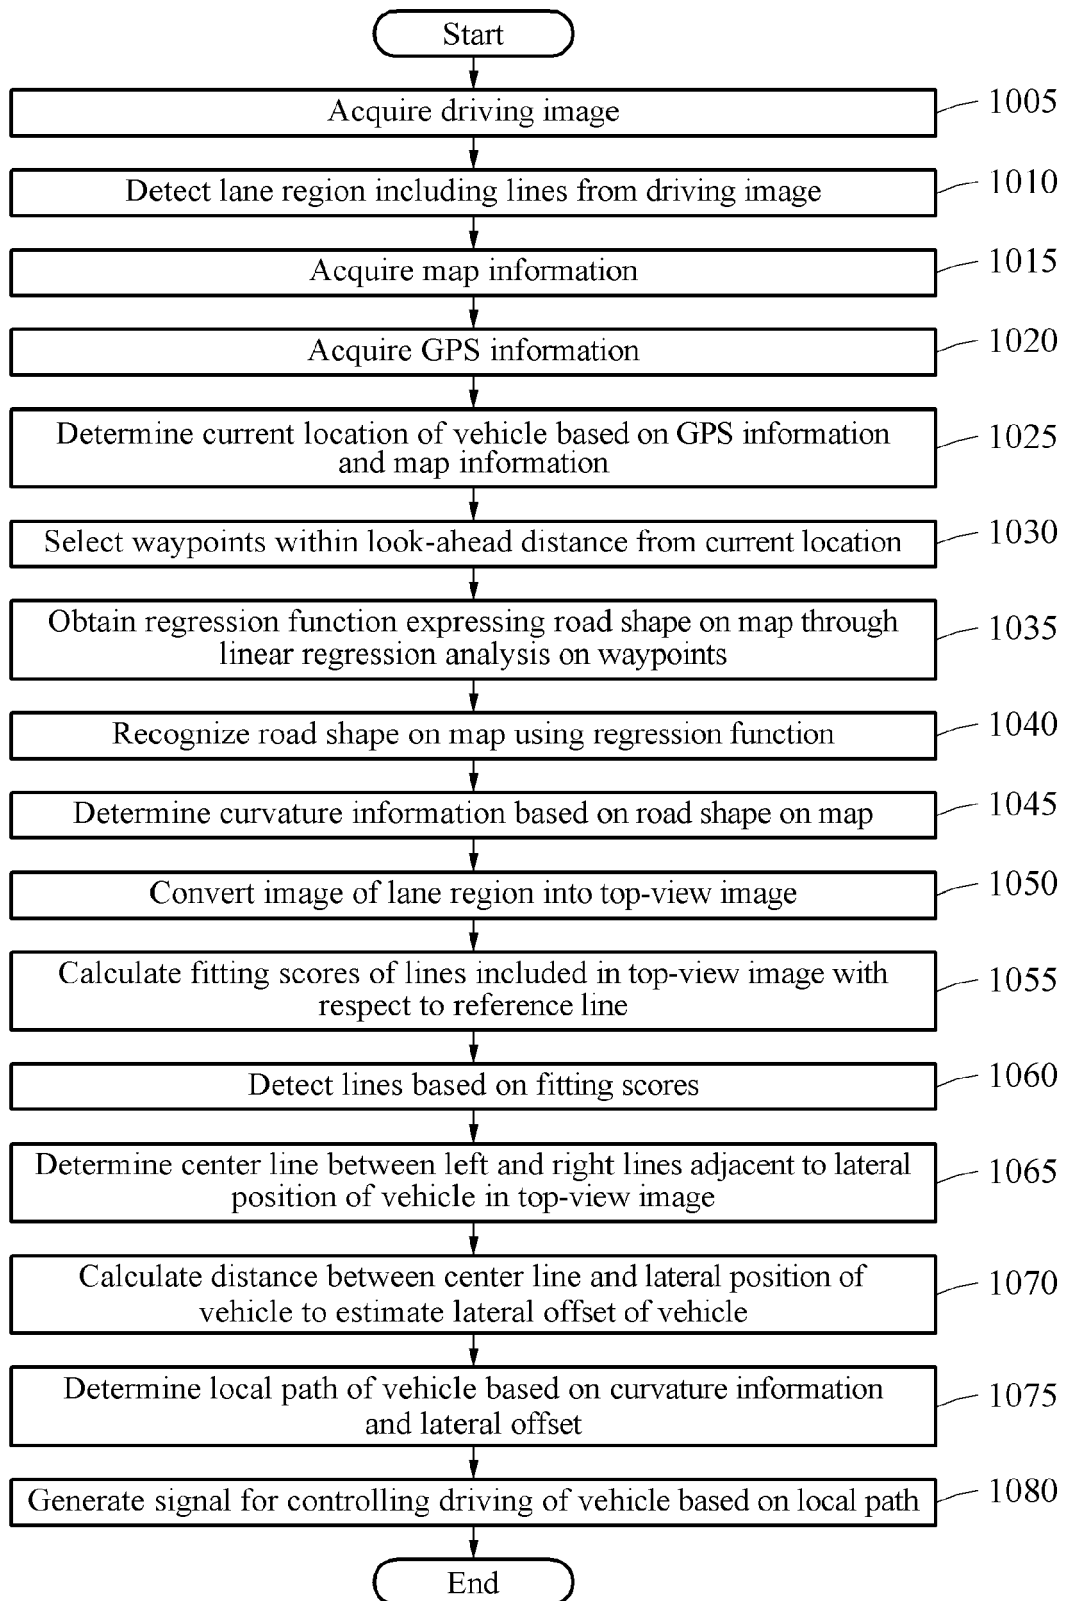 Start
Acquire driving image
1005
Detect lane region including lines from driving image
1010
Acquire map information
1015
Acquire GPS information
1020
Determine current location of vehicle based on GPS information
and map information
1025
Select waypoints within look-ahead distance from current location
1030
Obtain regression function expressing road shape on map through
linear regression analysis on waypoints
1035
Recognize road shape on map using regression function
1040
Determine curvature information based on road shape on map
1045
Convert image of lane region into top-view image
1050
Calculate fitting scores of lines included in top-view image with
respect to reference line
1055
Detect lines based on fitting scores
1060
Determine center line between left and right lines adjacent to lateral
position of vehicle in top-view image
1065
Calculate distance between center line and lateral position of
vehicle to estimate lateral offset of vehicle
1070
Determine local path of vehicle based on curvature information
and lateral offset
1075
Generate signal for controlling driving of vehicle based on local path
1080
End